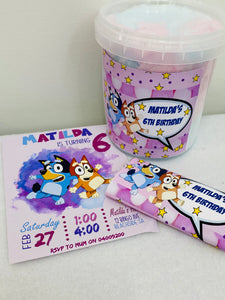 MATILDA'S
6TH BIRTHDAY
MATILDA
IS TURNING
6
MATILDA'S
6TH BIRTHDAY
Saturday
FEB
27
1:00
4:00
RSVP TO MUM ON 04005200